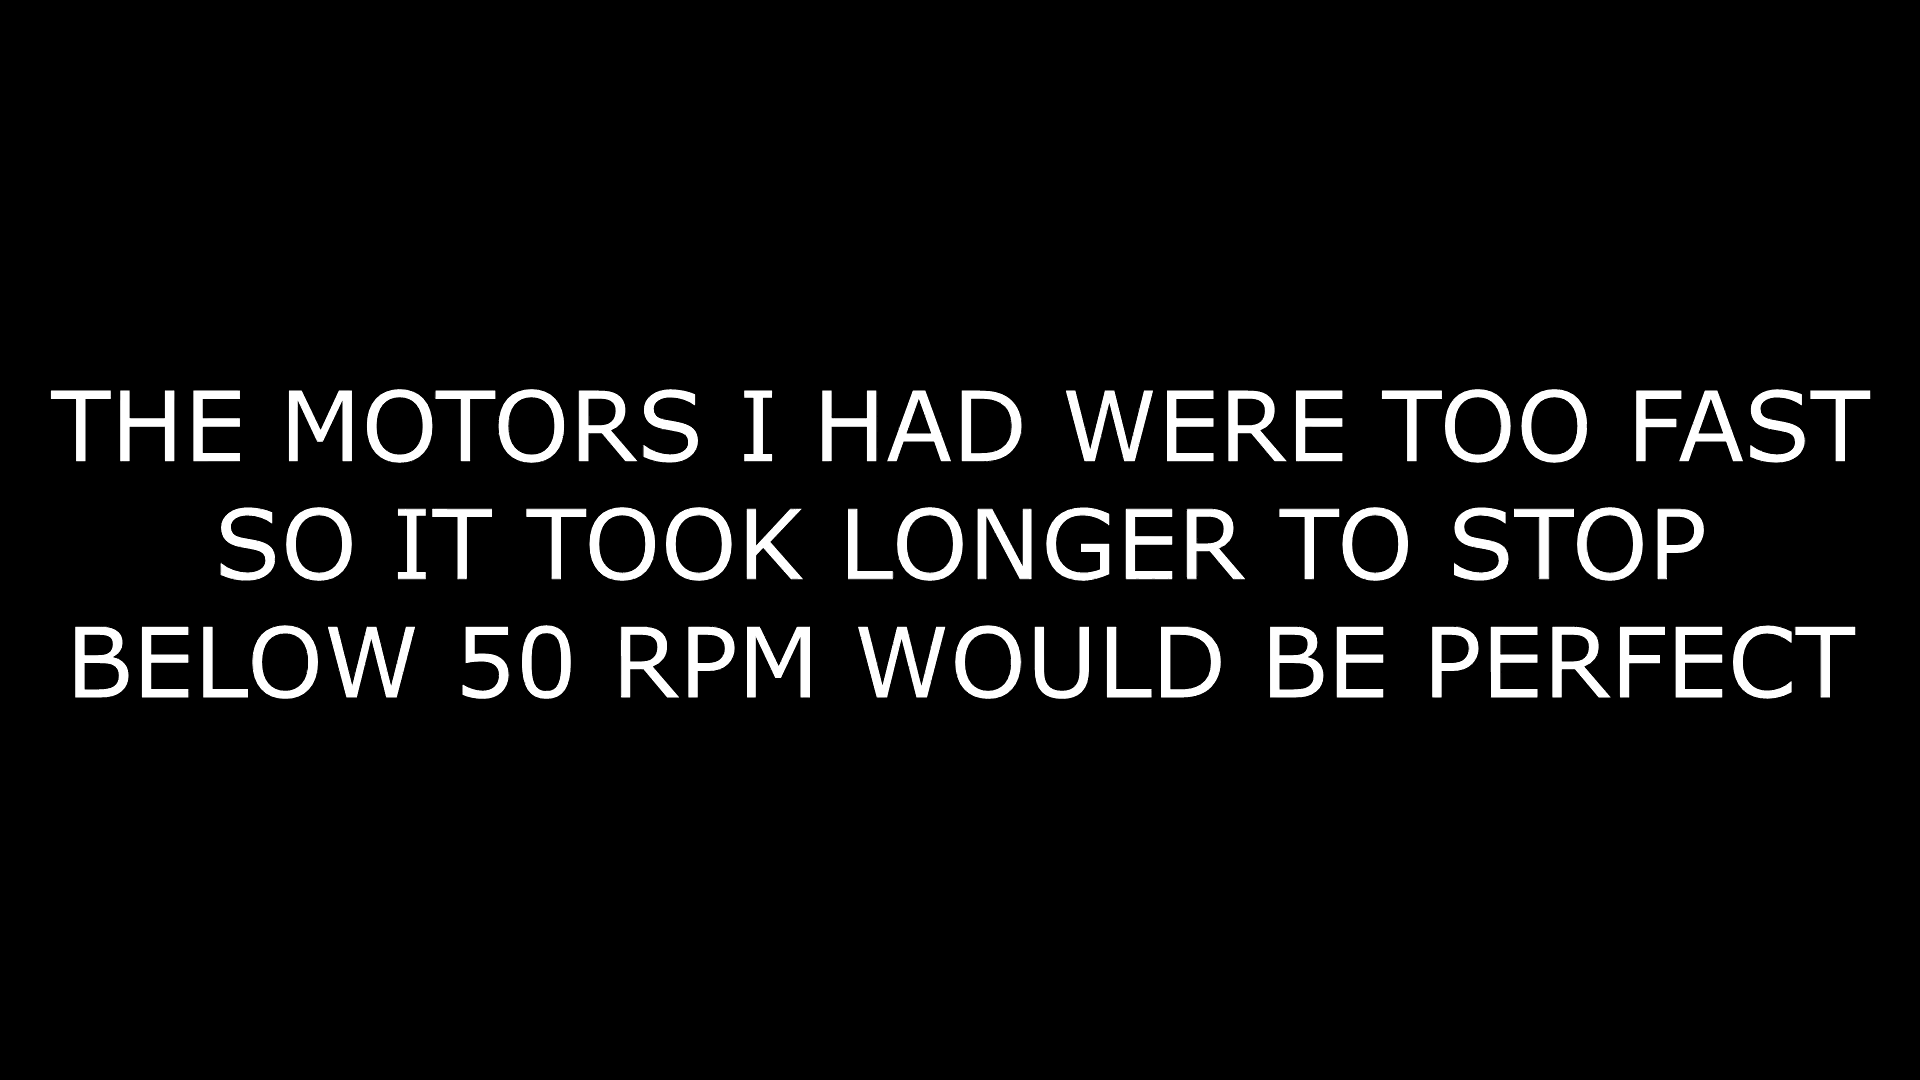 THE MOTORS I HAD WERE TOO FAST
SO IT TOOK LONGER TO STOP
BELOW 50 RPM WOULD BE PERFECT